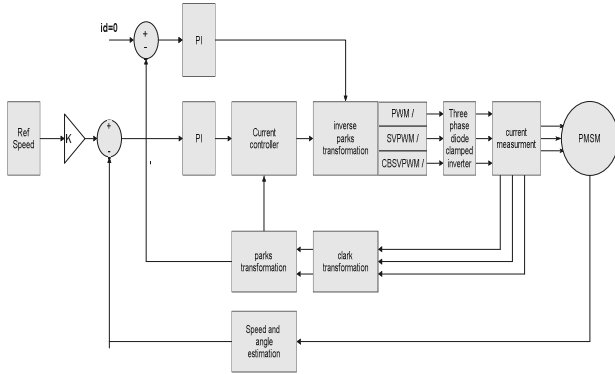 id=0
+
-
PI
Ref
Speed
K
+
-
PI
Current
controller
inverse
parks
transformation
PWM /
SVPWM /
CBSVPWM /
Three
phase
diode
clamped
inverter
current
measurment
PMSM
parks
transformation
clark
transformation
Speed and
angle
estimation